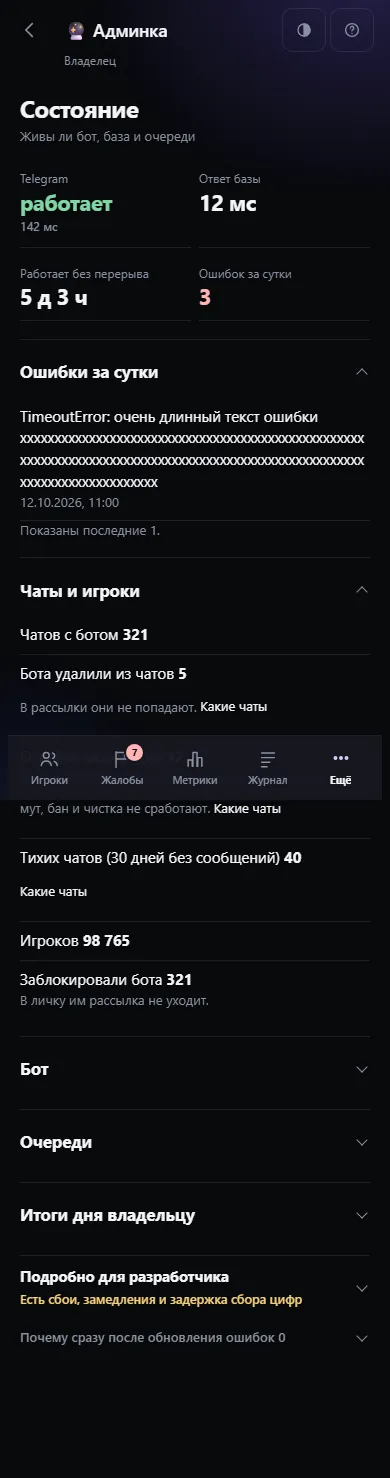 Админка
Владелец
Состояние
Живы ли бот, база и очереди
Telegram
работает
142 мс
Ответ базы
12 мс
Работает без перерыва
5 д 3 ч
Ошибок за сутки
3
Ошибки за сутки
TimeoutError: очень длинный текст ошибки
xxxxxxxxxxxxxxxxxxxxxxxxxxxxxxxxxxxxxxxxxxxxxxxxxx
xxxxxxxxxxxxxxxxxxxxxxxxxxxxxxxxxxxxxxxxxxxxxxxxxx
xxxxxxxxxxxxxxxxxxxx
12.10.2026, 11:00
Показаны последние 1.
Чаты и игроки
Чатов с ботом 321
Бота удалили из чатов 5
В рассылки они не попадают. Какие чаты
Игроки
7
Жалобы
Метрики
Журнал
Ещё
мут, бан и чистка не сработают. Какие чаты
Тихих чатов (30 дней без сообщений) 40
Какие чаты
Игроков 98 765
Заблокировали бота 321
В личку им рассылка не уходит.
Бот
Очереди
Итоги дня владельцу
Подробно для разработчика
Есть сбои, замедления и задержка сбора цифр
Почему сразу после обновления ошибок 0